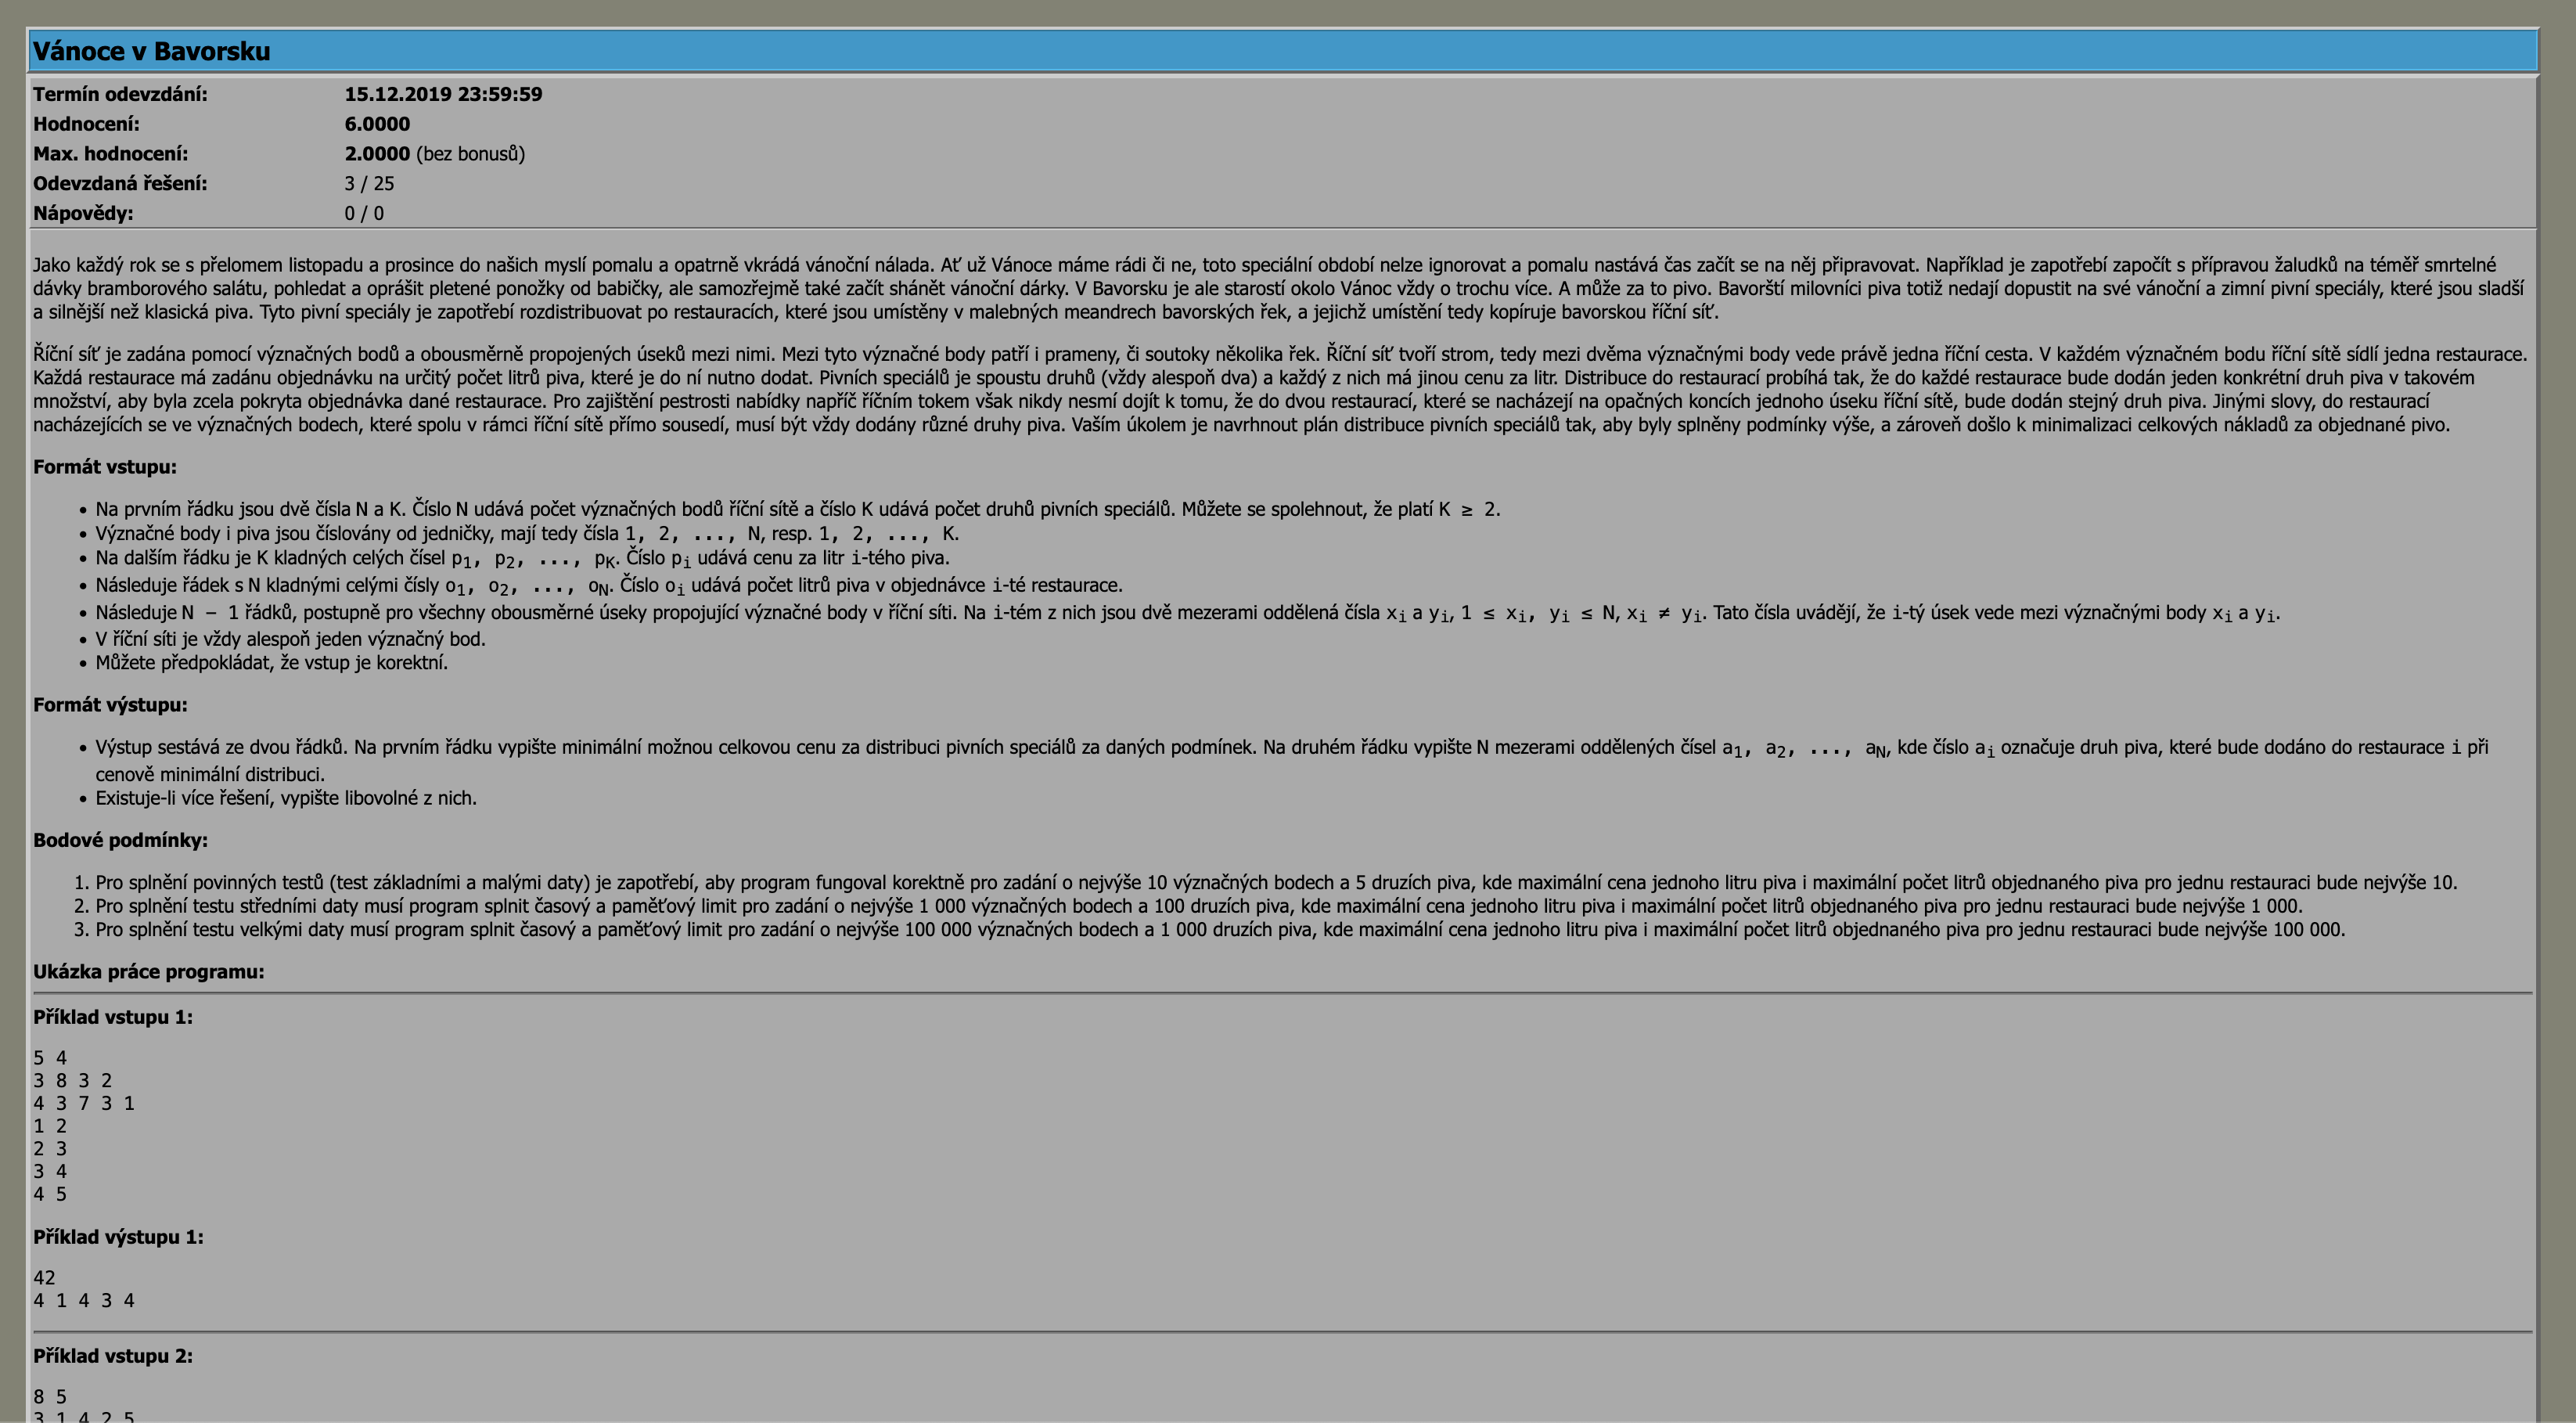 Vánoce v Bavorsku
Termín odevzdání: 15.12.2019 23:59:59
Hodnocení: 6.0000
Max. hodnocení: 2.0000 (bez bonusů)
Odevzdaná řešení: 3 / 25
Nápovědy: 0 / 0
Jako každý rok se s přelomem listopadu a prosince do našich myslí pomalu a opatrně vkrádá vánoční nálada. Ať už Vánoce máme rádi či ne, toto speciální období nelze ignorovat a pomalu nastává čas začít se na něj připravovat. Například je zapotřebí započít s přípravou žaludků na téměř smrtelné
dávky bramborového salátu, pohledat a oprášit pletené ponožky od babičky, ale samozřejmě také začít shánět vánoční dárky. V Bavorsku je ale starostí okolo Vánoc vždy o trochu více. A může za to pivo. Bavorští milovníci piva totiž nedají dopustit na své vánoční a zimní pivní speciály, které jsou sladší
a silnější než klasická piva. Tyto pivní speciály je zapotřebí rozdistribuovat po restauracích, které jsou umístěny v malebných meandrech bavorských řek, a jejichž umístění tedy kopíruje bavorskou říční síť.
Říční síť je zadána pomocí význačných bodů a obousměrně propojených úseků mezi nimi. Mezi tyto význačné body patří i prameny, či soutoky několika řek. Říční síť tvoří strom, tedy mezi dvěma význačnými body vede právě jedna říční cesta. V každém význačném bodu říční sítě sídlí jedna restaurace.
Každá restaurace má zadánu objednávku na určitý počet litrů piva, které je do ní nutno dodat. Pivních speciálů je spoustu druhů (vždy alespoň dva) a každý z nich má jinou cenu za litr. Distribuce do restaurací probíhá tak, že do každé restaurace bude dodán jeden konkrétní druh piva v takovém
množství, aby byla zcela pokryta objednávka dané restaurace. Pro zajištění pestrosti nabídky napříč říčním tokem však nikdy nesmí dojít k tomu, že do dvou restaurací, které se nacházejí na opačných koncích jednoho úseku říční sítě, bude dodán stejný druh piva. Jinými slovy, do restaurací
nacházejících se ve význačných bodech, které spolu v rámci říční sítě přímo sousedí, musí být vždy dodány různé druhy piva. Vaším úkolem je navrhnout plán distribuce pivních speciálů tak, aby byly splněny podmínky výše, a zároveň došlo k minimalizaci celkových nákladů za objednané pivo.
Formát vstupu:
• Na prvním řádku jsou dvě čísla N a K. Číslo N udává počet význačných bodů říční sítě a číslo K udává počet druhů pivních speciálů. Můžete se spolehnout, že platí K ≥ 2.
• Význačné body i piva jsou číslovány od jedničky, mají tedy čísla 1, 2, ..., N, resp. 1, 2, ..., K.
• Na dalším řádku je K kladných celých čísel p1, p2, ..., pK. Číslo pi udává cenu za litr i-tého piva.
• Následuje řádek s N kladnými celými čísly o1, o2, ..., oN. Číslo oi udává počet litrů piva v objednávce i-té restaurace.
• Následuje N − 1 řádků, postupně pro všechny obousměrné úseky propojující význačné body v říční síti. Na i-tém z nich jsou dvě mezerami oddělená čísla xi a yi, 1 ≤ xi, yi ≤ N, xi ≠ yi. Tato čísla uvádějí, že i-tý úsek vede mezi význačnými body xi a yi.
• V říční síti je vždy alespoň jeden význačný bod.
• Můžete předpokládat, že vstup je korektní.
Formát výstupu:
• Výstup sestává ze dvou řádků. Na prvním řádku vypište minimální možnou celkovou cenu za distribuci pivních speciálů za daných podmínek. Na druhém řádku vypište N mezerami oddělených čísel a1, a2, ..., aN, kde číslo ai označuje druh piva, které bude dodáno do restaurace i při
cenově minimální distribuci.
• Existuje-li více řešení, vypište libovolné z nich.
Bodové podmínky:
1. Pro splnění povinných testů (test základními a malými daty) je zapotřebí, aby program fungoval korektně pro zadání o nejvýše 10 význačných bodech a 5 druzích piva, kde maximální cena jednoho litru piva i maximální počet litrů objednaného piva pro jednu restauraci bude nejvýše 10.
2. Pro splnění testu středními daty musí program splnit časový a paměťový limit pro zadání o nejvýše 1 000 význačných bodech a 100 druzích piva, kde maximální cena jednoho litru piva i maximální počet litrů objednaného piva pro jednu restauraci bude nejvýše 1 000.
3. Pro splnění testu velkými daty musí program splnit časový a paměťový limit pro zadání o nejvýše 100 000 význačných bodech a 1 000 druzích piva, kde maximální cena jednoho litru piva i maximální počet litrů objednaného piva pro jednu restauraci bude nejvýše 100 000.
Ukázka práce programu:
Příklad vstupu 1:
5 4
3 8 3 2
4 3 7 3 1
1 2
2 3
3 4
4 5
Příklad výstupu 1:
42
4 1 4 3 4
Příklad vstupu 2:
8 5
3 1 4 2 5